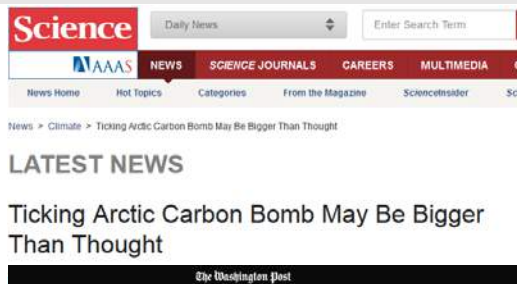 Science
Daily News
Enter Search Term
AAAS
NEWS
SCIENCE JOURNALS
CAREERS
MULTIMEDIA
News Home
Hot Topics
Categories
From the Magazine
ScienceInsider
News > Climate > Ticking Arctic Carbon Bomb May Be Bigger Than Thought
LATEST NEWS
Ticking Arctic Carbon Bomb May Be Bigger
Than Thought
The Washington Post